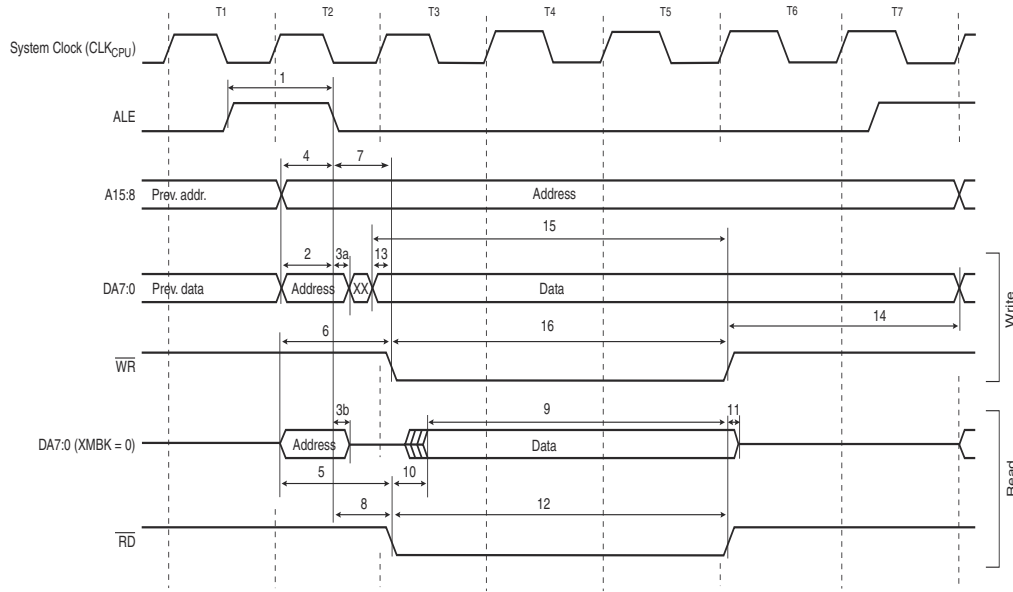 T1 T2 T3 T4 T5 T6 T7
System Clock (CLKCPU)
1
ALE
4 7
A15:8 Prev. addr. Address
15
2 3a 13
DA7:0 Prev. data Address XX Data
14
6 16
WR
Write
3b 9 11
DA7:0 (XMBK = 0) Address Data
5 10
8 12
RD
Read